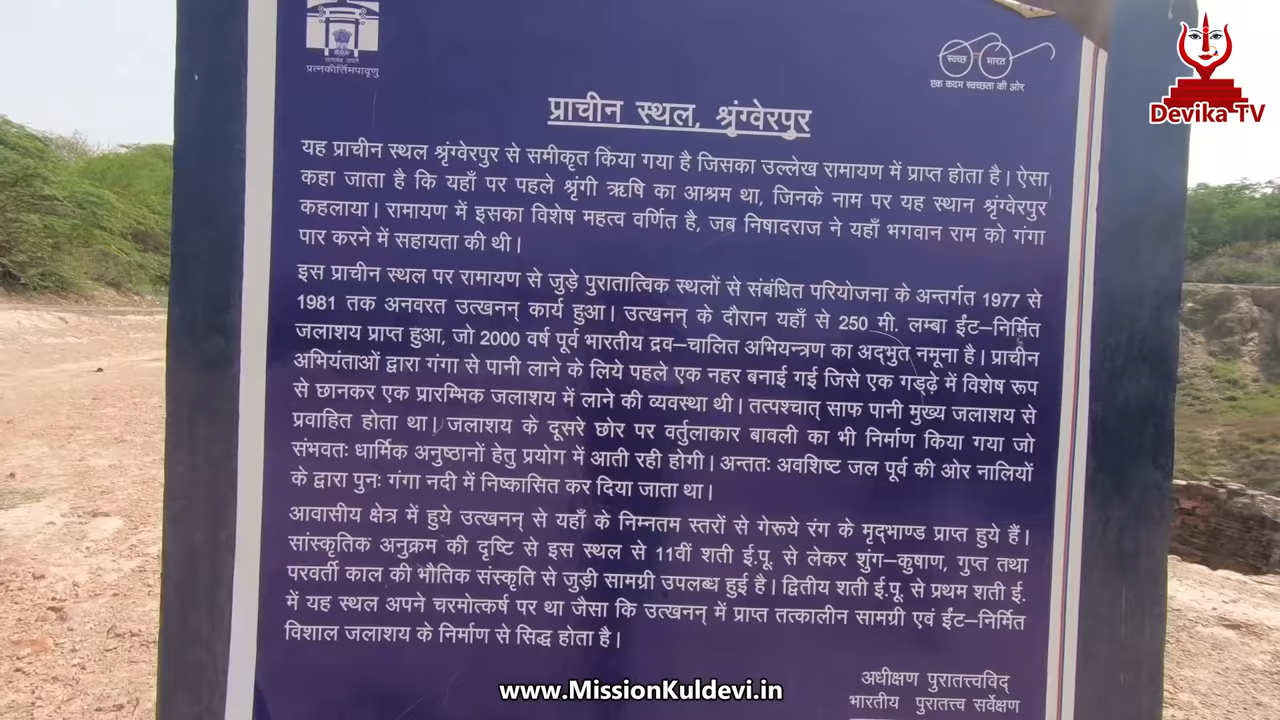 प्रत्नकीर्त्तिमपावृणु
स्वच्छ भारत
एक कदम स्वच्छता की ओर
Devika TV
प्राचीन स्थल, श्रृंग्वेरपुर
यह प्राचीन स्थल श्रृंग्वेरपुर से समीकृत किया गया है जिसका उल्लेख रामायण में प्राप्त होता है। ऐसा
कहा जाता है कि यहाँ पर पहले श्रृंगी ऋषि का आश्रम था, जिनके नाम पर यह स्थान श्रृंग्वेरपुर
कहलाया। रामायण में इसका विशेष महत्व वर्णित है, जब निषादराज ने यहाँ भगवान राम को गंगा
पार करने में सहायता की थी।
इस प्राचीन स्थल पर रामायण से जुड़े पुरातात्विक स्थलों से संबंधित परियोजना के अन्तर्गत 1977 से
1981 तक अनवरत उत्खनन् कार्य हुआ। उत्खनन् के दौरान यहाँ से 250 मी. लम्बा ईंट–निर्मित
जलाशय प्राप्त हुआ, जो 2000 वर्ष पूर्व भारतीय द्रव–चालित अभियन्त्रण का अद्भुत नमूना है। प्राचीन
अभियंताओं द्वारा गंगा से पानी लाने के लिये पहले एक नहर बनाई गई जिसे एक गड्ढ़े में विशेष रूप
से छानकर एक प्रारम्भिक जलाशय में लाने की व्यवस्था थी। तत्पश्चात् साफ पानी मुख्य जलाशय से
प्रवाहित होता था। जलाशय के दूसरे छोर पर वर्तुलाकार बावली का भी निर्माण किया गया जो
संभवतः धार्मिक अनुष्ठानों हेतु प्रयोग में आती रही होगी। अन्ततः अवशिष्ट जल पूर्व की ओर नालियों
के द्वारा पुनः गंगा नदी में निष्कासित कर दिया जाता था।
आवासीय क्षेत्र में हुये उत्खनन् से यहाँ के निम्नतम स्तरों से गेरूये रंग के मृद्भाण्ड प्राप्त हुये हैं।
सांस्कृतिक अनुक्रम की दृष्टि से इस स्थल से 11वीं शती ई.पू. से लेकर शुंग–कुषाण, गुप्त तथा
परवर्ती काल की भौतिक संस्कृति से जुड़ी सामग्री उपलब्ध हुई है। द्वितीय शती ई.पू. से प्रथम शती ई.
में यह स्थल अपने चरमोत्कर्ष पर था जैसा कि उत्खनन् में प्राप्त तत्कालीन सामग्री एवं ईंट–निर्मित
विशाल जलाशय के निर्माण से सिद्ध होता है।
अधीक्षण पुरातत्त्वविद्
भारतीय पुरातत्त्व सर्वेक्षण
www.MissionKuldevi.in